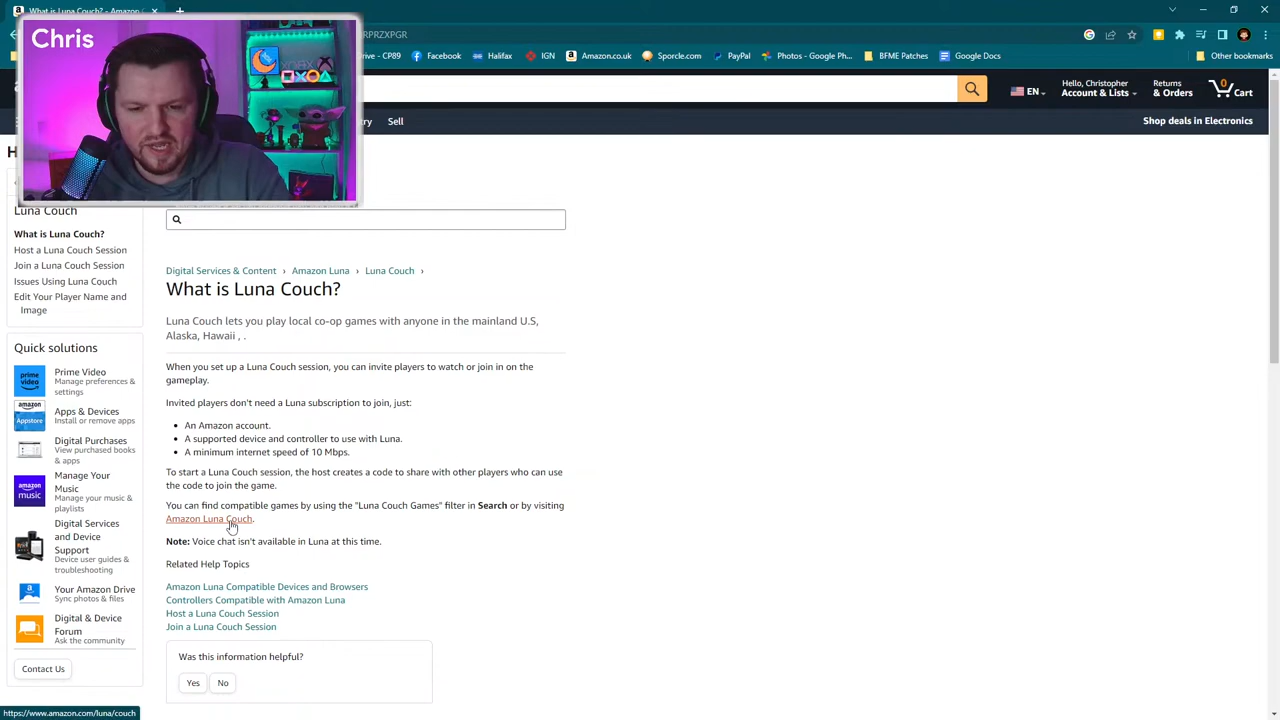 What is Luna Couch? - Amazon C
Chris
RPRZXPGR
rive - CP89
Facebook
Halifax
IGN
Amazon.co.uk
Sporcle.com
PayPal
Photos - Google Ph...
BFME Patches
Google Docs
Other bookmarks
EN
Hello, Christopher
Account & Lists
Returns
& Orders
0
Cart
try
Sell
Shop deals in Electronics
Luna Couch
What is Luna Couch?
Host a Luna Couch Session
Join a Luna Couch Session
Issues Using Luna Couch
Edit Your Player Name and
Image
Quick solutions
prime video
Prime Video
Manage preferences &
settings
amazon
Appstore
Apps & Devices
Install or remove apps
Digital Purchases
View purchased books
& apps
amazon music
Manage Your
Music
Manage your music &
playlists
Digital Services
and Device
Support
Device user guides &
troubleshooting
Your Amazon Drive
Sync photos & files
Digital & Device
Forum
Ask the community
Contact Us
Digital Services & Content › Amazon Luna › Luna Couch ›
What is Luna Couch?
Luna Couch lets you play local co-op games with anyone in the mainland U.S,
Alaska, Hawaii , .
When you set up a Luna Couch session, you can invite players to watch or join in on the
gameplay.
Invited players don't need a Luna subscription to join, just:
• An Amazon account.
• A supported device and controller to use with Luna.
• A minimum internet speed of 10 Mbps.
To start a Luna Couch session, the host creates a code to share with other players who can use
the code to join the game.
You can find compatible games by using the "Luna Couch Games" filter in Search or by visiting
Amazon Luna Couch.
Note: Voice chat isn't available in Luna at this time.
Related Help Topics
Amazon Luna Compatible Devices and Browsers
Controllers Compatible with Amazon Luna
Host a Luna Couch Session
Join a Luna Couch Session
Was this information helpful?
Yes
No
https://www.amazon.com/luna/couch